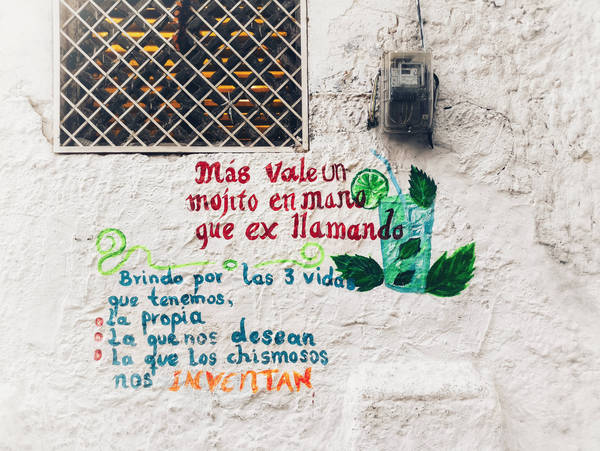 Más vale un
mojito en mano
que ex llamando
Brindo por las 3 vidas
que tenemos,
La propia
La que nos desean
La que los chismosos
nos INVENTAN